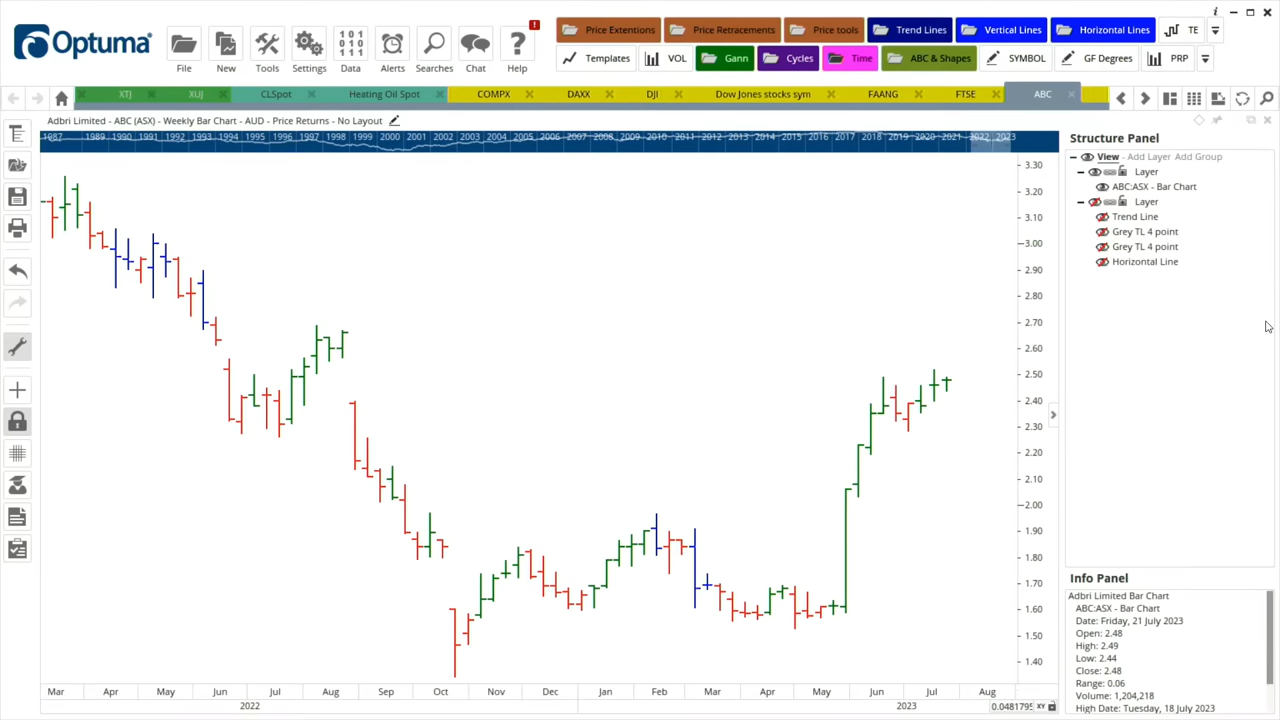 Optuma
File
New
Tools
Settings
Data
Alerts
Searches
Chat
Help
Price Extentions
Price Retracements
Price tools
Trend Lines
Vertical Lines
Horizontal Lines
TE
Templates
VOL
Gann
Cycles
Time
ABC & Shapes
SYMBOL
GF Degrees
PRP
XTJ
XUJ
CLSpot
Heating Oil Spot
COMPX
DAXX
DJI
Dow Jones stocks sym
FAANG
FTSE
ABC
Adbri Limited - ABC (ASX) - Weekly Bar Chart - AUD - Price Returns - No Layout
1987 1989 1990 1991 1992 1993 1994 1995 1996 1997 1998 1999 2000 2001 2002 2003 2004 2005 2006 2007 2008 2009 2010 2011 2012 2013 2014 2015 2016 2017 2018 2019 2020 2021 2022 2023
3.30
3.20
3.10
3.00
2.90
2.80
2.70
2.60
2.50
2.40
2.30
2.20
2.10
2.00
1.90
1.80
1.70
1.60
1.50
1.40
Mar Apr May Jun Jul Aug Sep Oct Nov Dec Jan Feb Mar Apr May Jun Jul Aug
2022 2023
0.0481795 XY
Structure Panel
View - Add Layer Add Group
Layer
ABC:ASX - Bar Chart
Layer
Trend Line
Grey TL 4 point
Grey TL 4 point
Horizontal Line
Info Panel
Adbri Limited Bar Chart
ABC:ASX - Bar Chart
Date: Friday, 21 July 2023
Open: 2.48
High: 2.49
Low: 2.44
Close: 2.48
Range: 0.06
Volume: 1,204,218
High Date: Tuesday, 18 July 2023